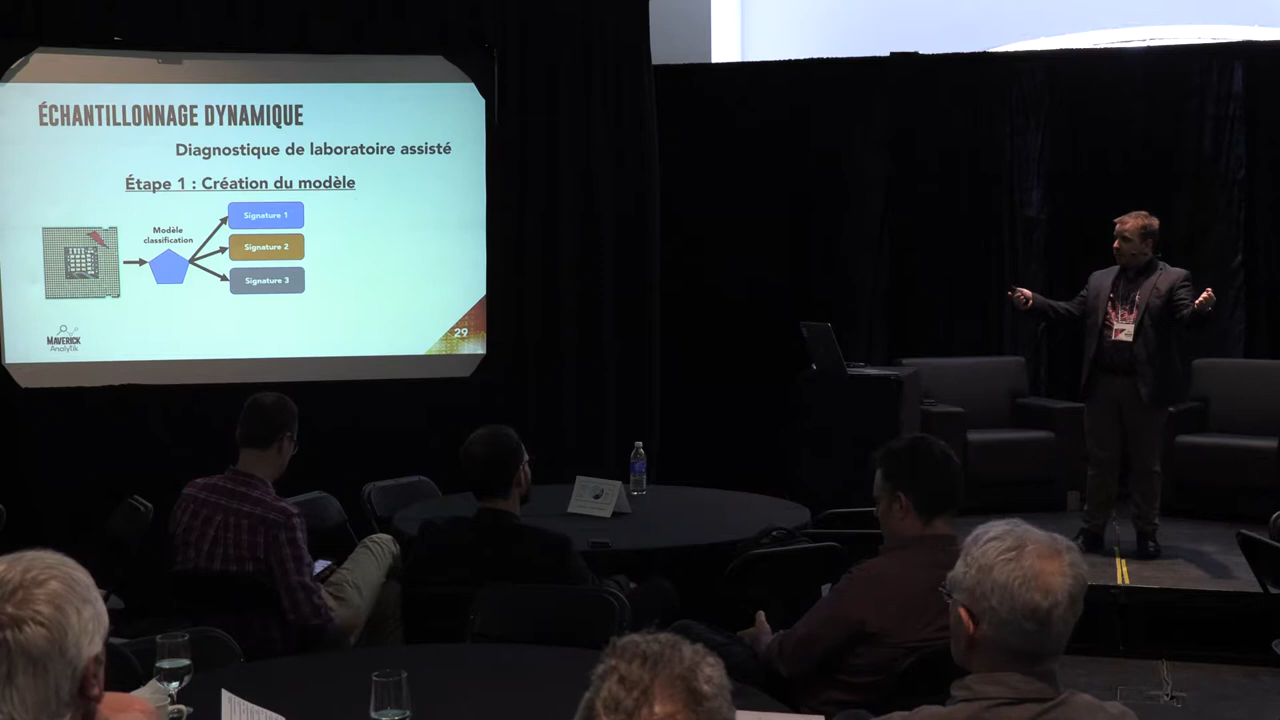 ÉCHANTILLONNAGE DYNAMIQUE
Diagnostique de laboratoire assisté
Étape 1 : Création du modèle
Modèle
classification
Signature 1
Signature 2
Signature 3
MAVERICK
Analytik
29